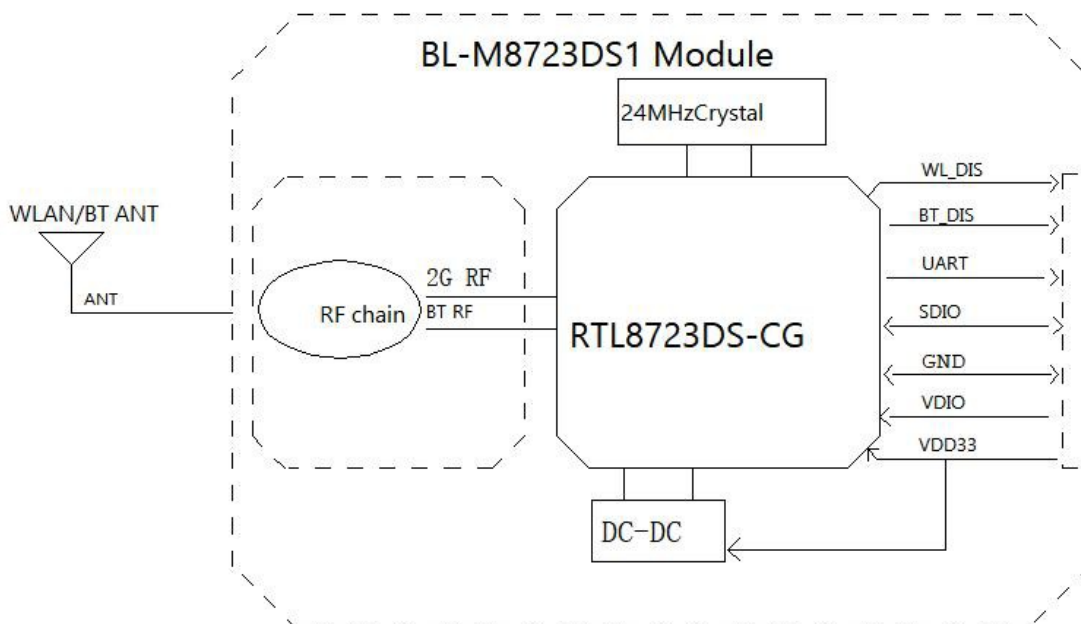 BL-M8723DS1 Module
24MHzCrystal
WLAN/BT ANT
ANT
RF chain
2G RF
BT RF
RTL8723DS-CG
WL_DIS
BT_DIS
UART
SDIO
GND
VDIO
VDD33
DC-DC